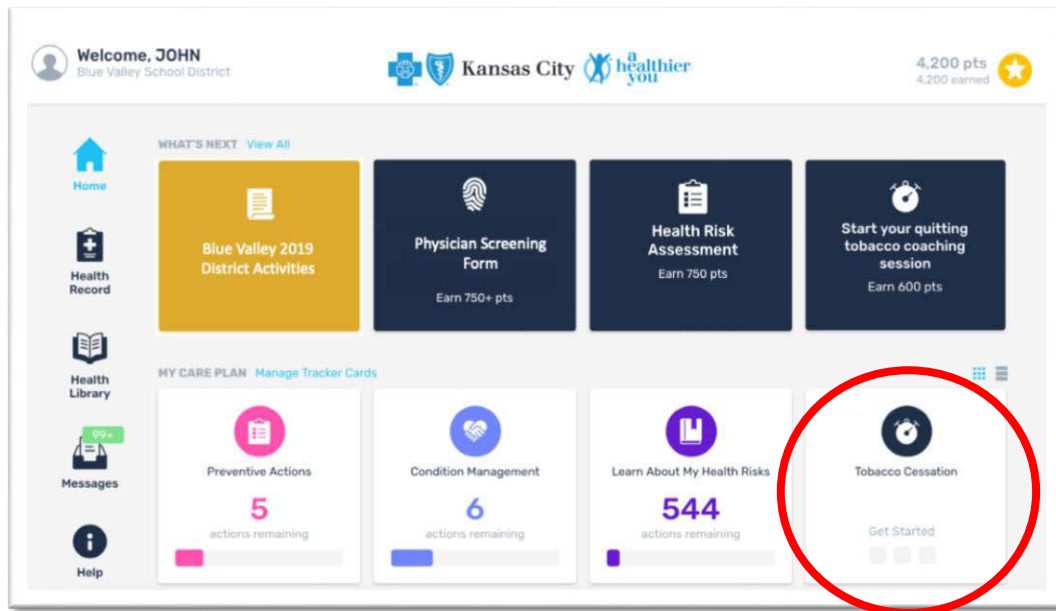 Welcome, JOHN
Blue Valley School District
Kansas City
a healthier you
4,200 pts
4,200 earned
Home
Health
Record
Health
Library
99+
Messages
Help
WHAT'S NEXT View All
Blue Valley 2019
District Activities
Physician Screening
Form
Earn 750+ pts
Health Risk
Assessment
Earn 750 pts
Start your quitting
tobacco coaching
session
Earn 600 pts
MY CARE PLAN Manage Tracker Cards
Preventive Actions
5
actions remaining
Condition Management
6
actions remaining
Learn About My Health Risks
544
actions remaining
Tobacco Cessation
Get Started